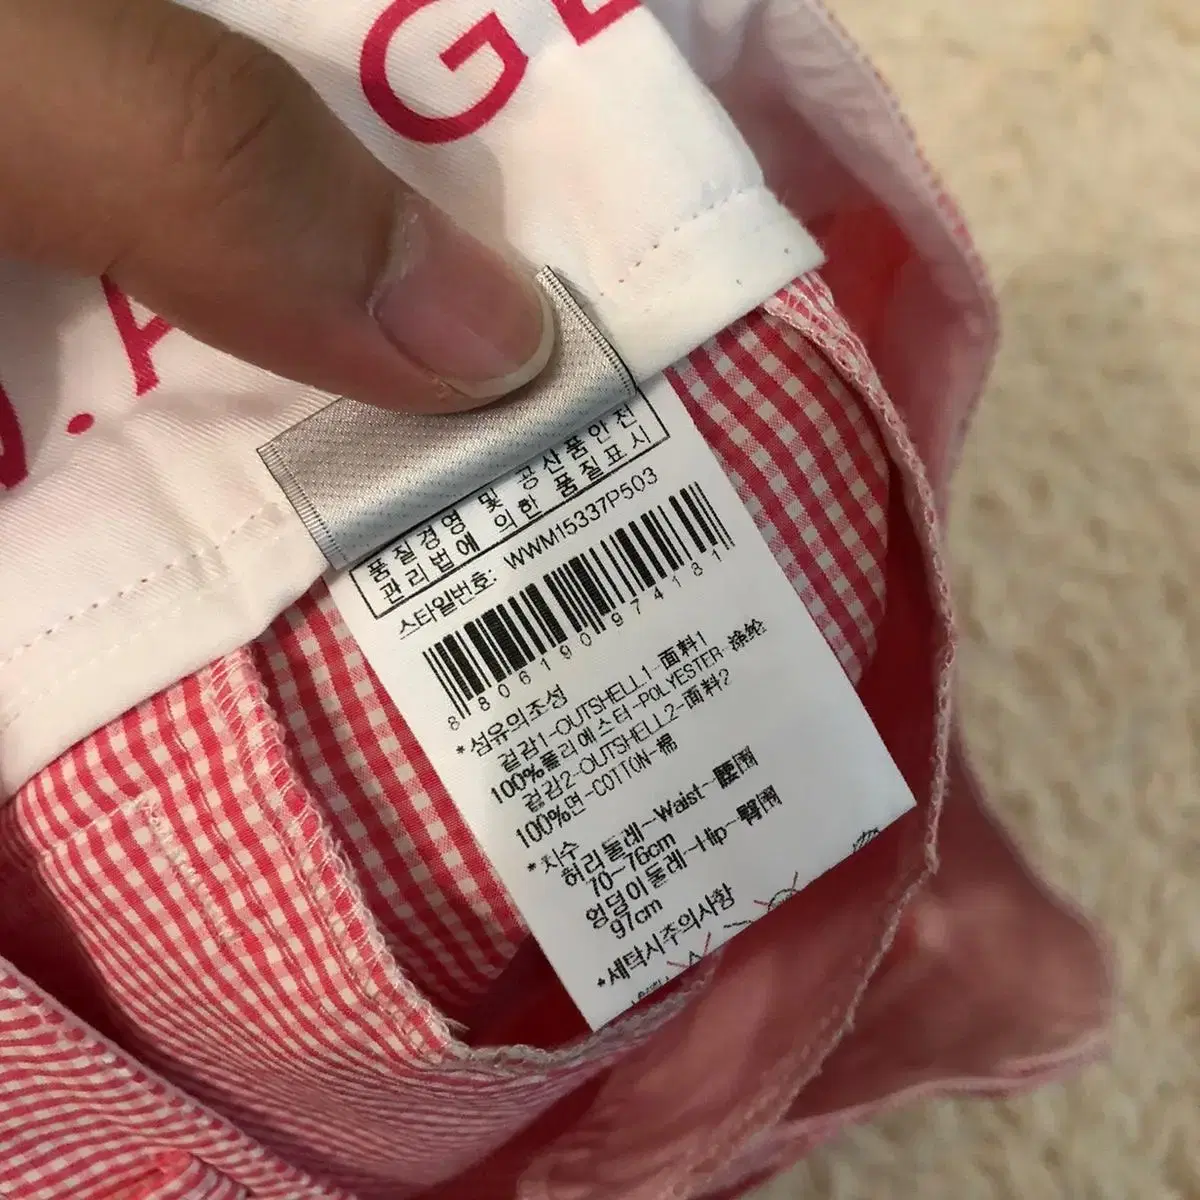 GE
.A
품질경영 및 공산품안전
관리법에 의한 품질표시
스타일번호: WWM15337P503
8806190974181
*섬유의조성
겉감1-OUTSHELL1-面料1
100%폴리에스터-POLYESTER-涤纶
겉감2-OUTSHELL2-面料2
100%면-COTTON-棉
*치수
허리둘레-Waist-腰围
70~76cm
엉덩이둘레-Hip-臀围
97cm
*세탁시주의사항